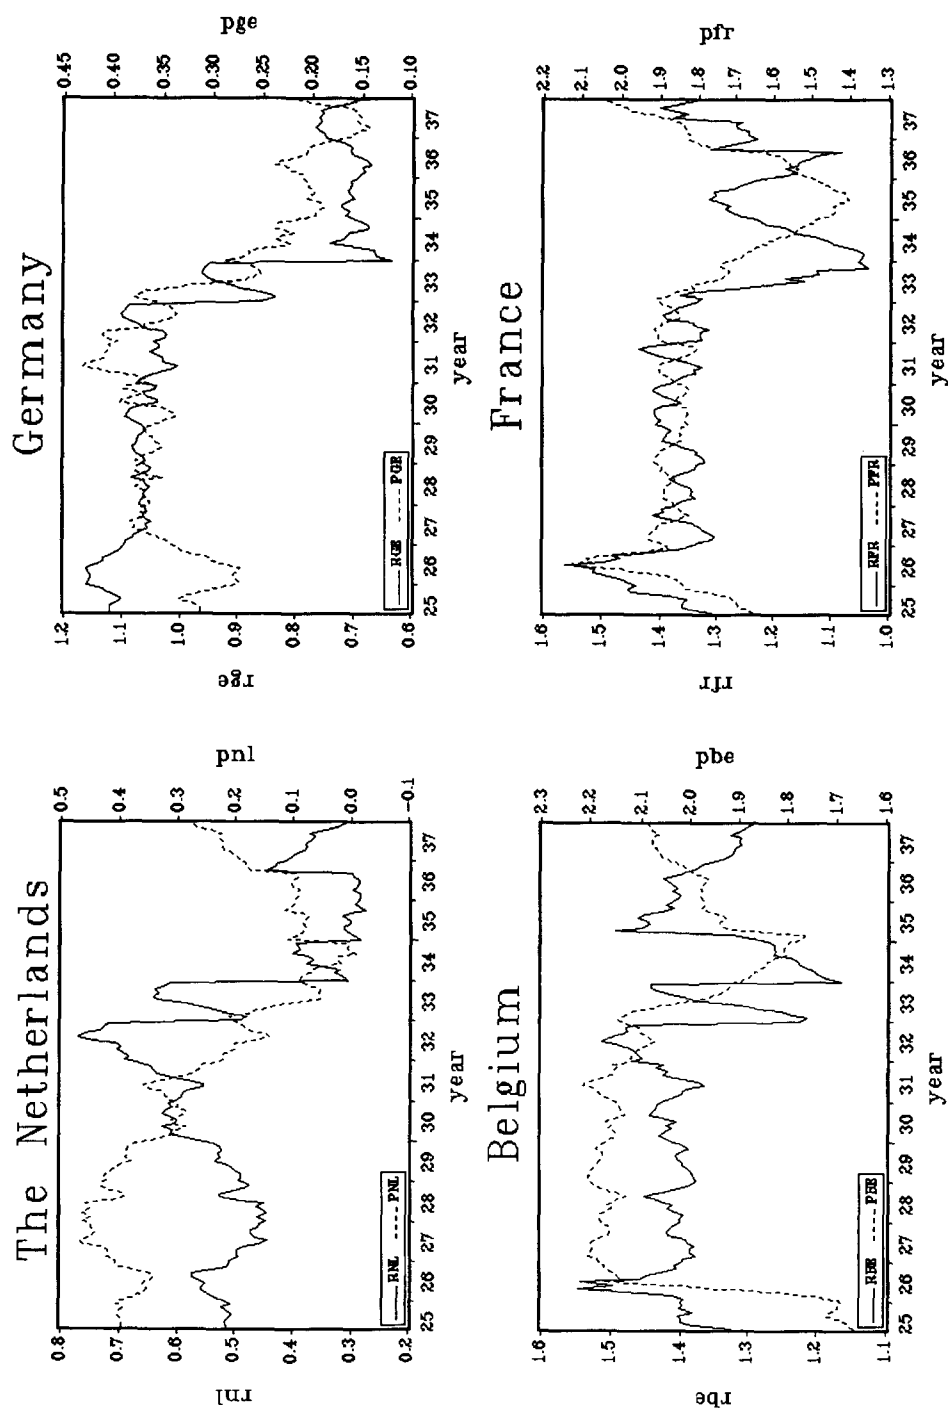 The Netherlands
rnl
0.8
0.7
0.6
0.5
0.4
0.3
0.2
pnl
0.5
0.4
0.3
0.2
0.1
0.0
-0.1
RNL PNL
25 26 27 28 29 30 31 32 33 34 35 36 37
year
Germany
rge
1.2
1.1
1.0
0.9
0.8
0.7
0.6
pge
0.45
0.40
0.35
0.30
0.25
0.20
0.15
0.10
RGE PGE
25 26 27 28 29 30 31 32 33 34 35 36 37
year
Belgium
rbe
1.6
1.5
1.4
1.3
1.2
1.1
pbe
2.3
2.2
2.1
2.0
1.9
1.8
1.7
1.6
RBE PBE
25 26 27 28 29 30 31 32 33 34 35 36 37
year
France
rfr
1.6
1.5
1.4
1.3
1.2
1.1
1.0
pfr
2.2
2.1
2.0
1.9
1.8
1.7
1.6
1.5
1.4
1.3
RFR PFR
25 26 27 28 29 30 31 32 33 34 35 36 37
year